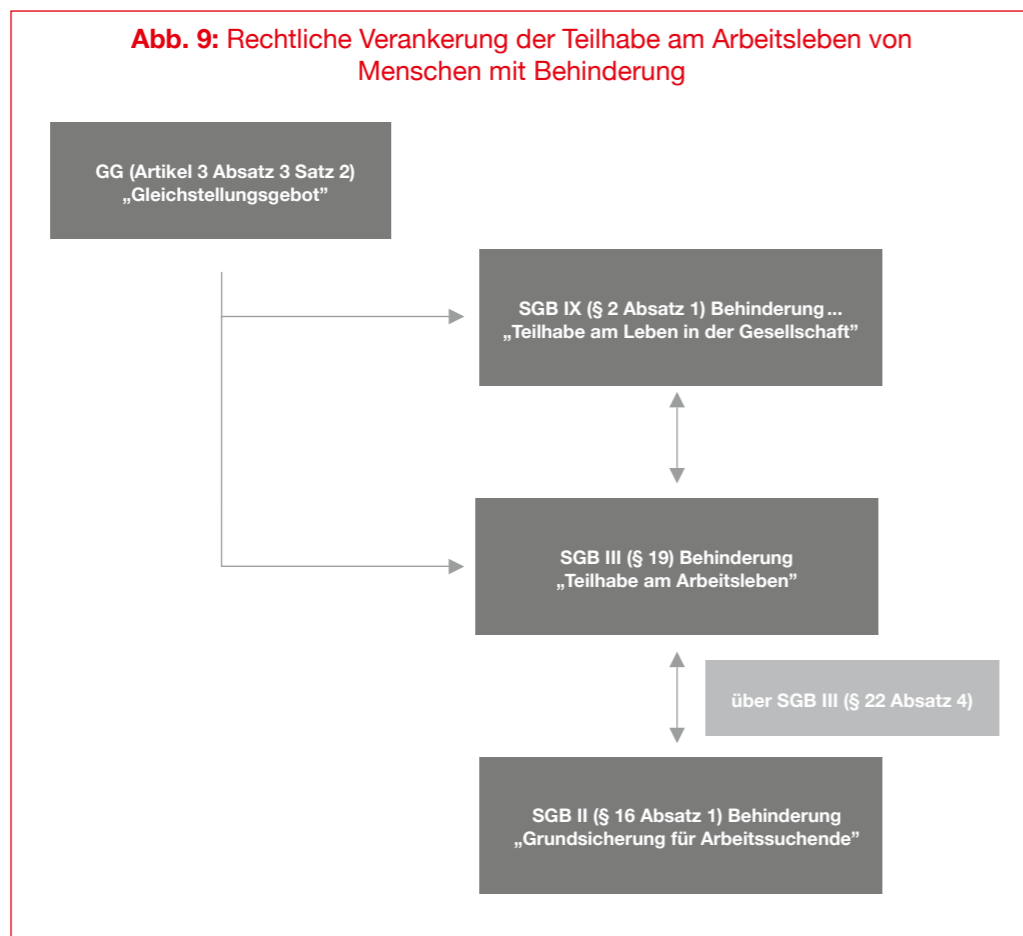 Abb. 9: Rechtliche Verankerung der Teilhabe am Arbeitsleben von
Menschen mit Behinderung
GG (Artikel 3 Absatz 3 Satz 2)
„Gleichstellungsgebot”
SGB IX (§ 2 Absatz 1) Behinderung ...
„Teilhabe am Leben in der Gesellschaft”
SGB III (§ 19) Behinderung
„Teilhabe am Arbeitsleben”
über SGB III (§ 22 Absatz 4)
SGB II (§ 16 Absatz 1) Behinderung
„Grundsicherung für Arbeitssuchende”